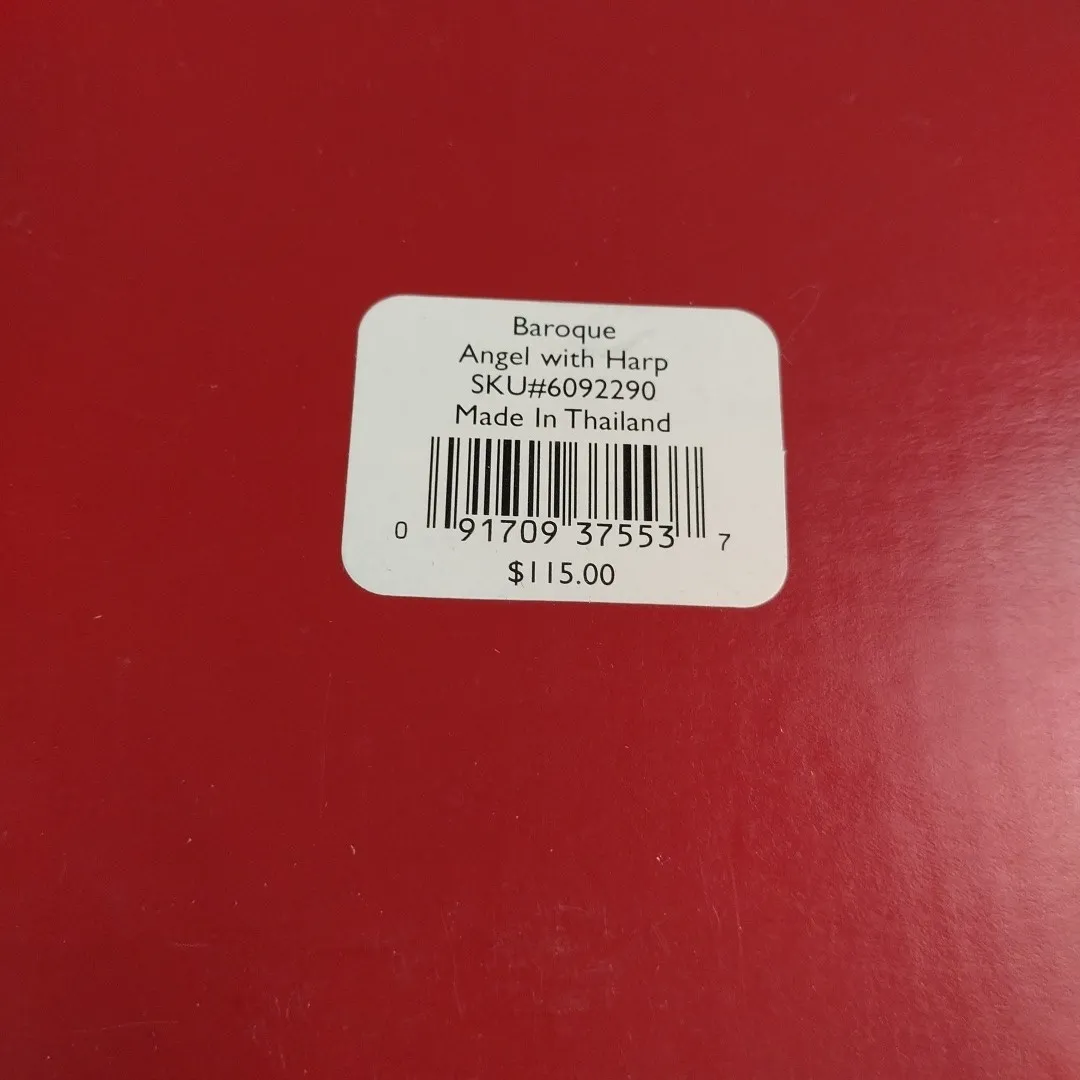 Baroque
Angel with Harp
SKU#6092290
Made In Thailand
0 91709 37553 7
$115.00